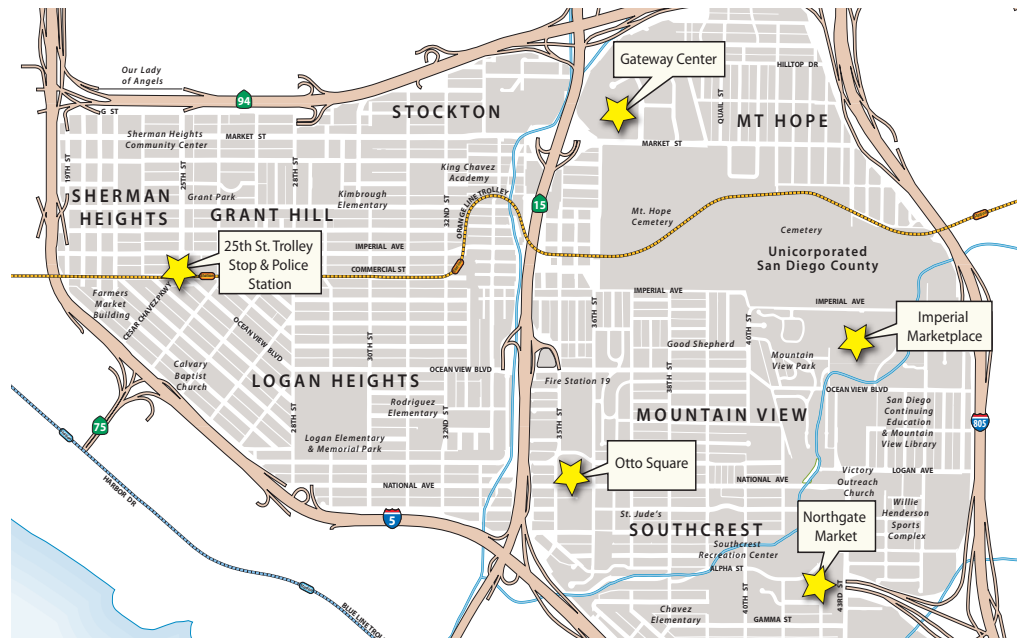 Our Lady
of Angels
G ST
94
STOCKTON
Gateway Center
HILLTOP DR
QUAIL ST
MT HOPE
Sherman Heights
Community Center
MARKET ST
MARKET ST
19TH ST
25TH ST
28TH ST
King Chavez
Academy
SHERMAN
HEIGHTS
Grant Park
GRANT HILL
Kimbrough
Elementary
32ND ST
ORANGE LINE TROLLEY
15
Mt. Hope
Cemetery
Cemetery
25th St. Trolley
Stop & Police
Station
IMPERIAL AVE
COMMERCIAL ST
Unicorporated
San Diego County
Farmers
Market
Building
CESAR CHAVEZ PKWY
OCEAN VIEW BLVD
30TH ST
IMPERIAL AVE
36TH ST
IMPERIAL AVE
Imperial
Marketplace
Good Shepherd
40TH ST
Mountain
View Park
Calvary
Baptist
Church
LOGAN HEIGHTS
OCEAN VIEW BLVD
Fire Station 19
38TH ST
OCEAN VIEW BLVD
75
28TH ST
Rodriguez
Elementary
32ND ST
35TH ST
MOUNTAIN VIEW
San Diego
Continuing
Education
& Mountain
View Library
805
Logan Elementary
& Memorial Park
Otto Square
LOGAN AVE
NATIONAL AVE
NATIONAL AVE
Victory
Outreach
Church
HARBOR DR
5
St. Jude's
SOUTHCREST
Southcrest
Recreation Center
Northgate
Market
Willie
Henderson
Sports
Complex
ALPHA ST
40TH ST
43RD ST
Chavez
Elementary
GAMMA ST
BLUE LINE TROL